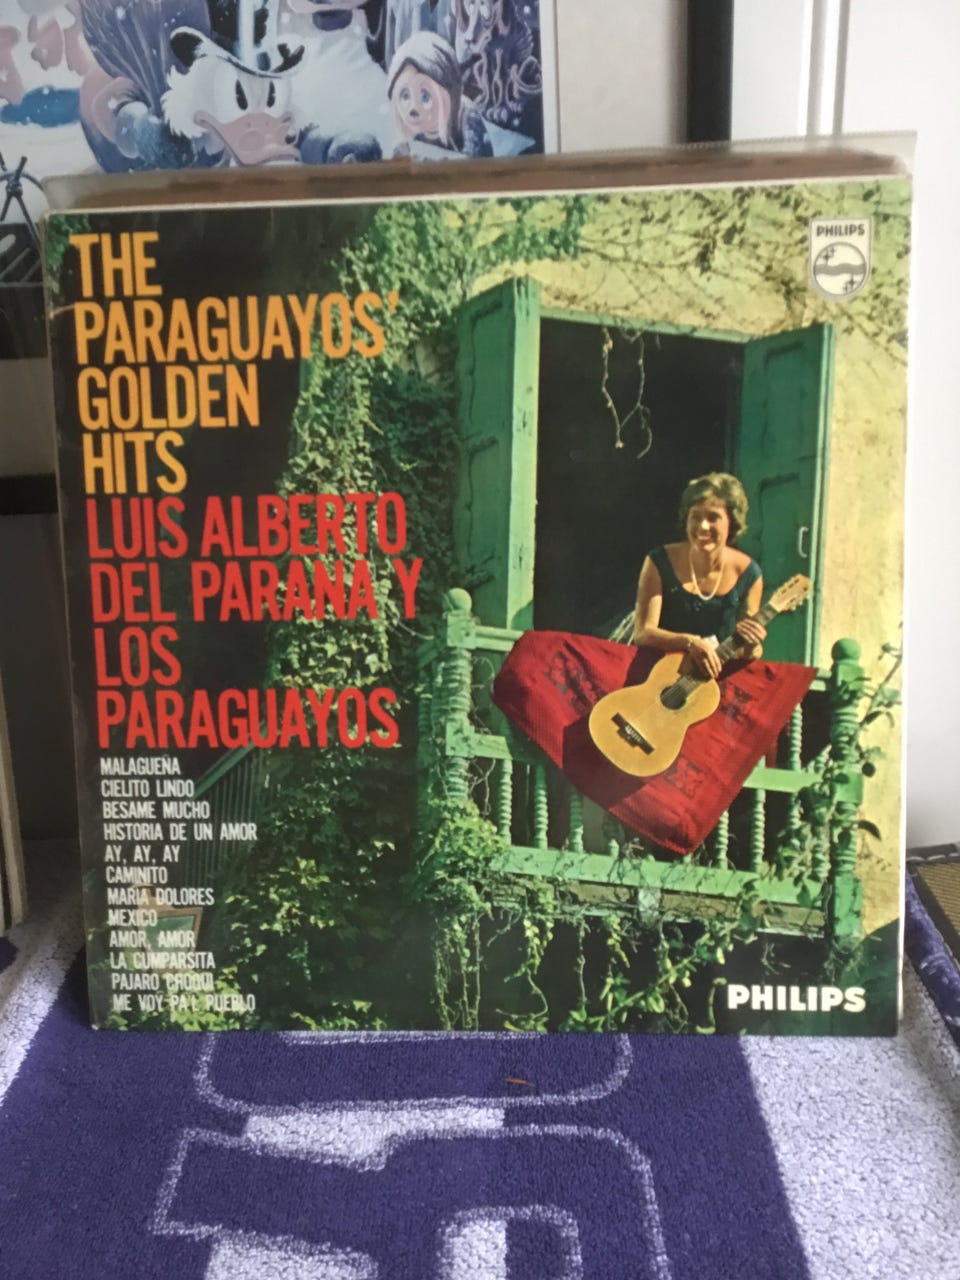 THE
PARAGUAYOS'
GOLDEN
HITS
LUIS ALBERTO
DEL PARANA Y
LOS
PARAGUAYOS
MALAGUENA
CIELITO LINDO
BESAME MUCHO
HISTORIA DE UN AMOR
AY, AY, AY
CAMINITO
MARIA DOLORES
MEXICO
AMOR, AMOR
LA CUMPARSITA
PAJARO CHOGUI
ME VOY PA'L PUEBLO
PHILIPS
PHILIPS